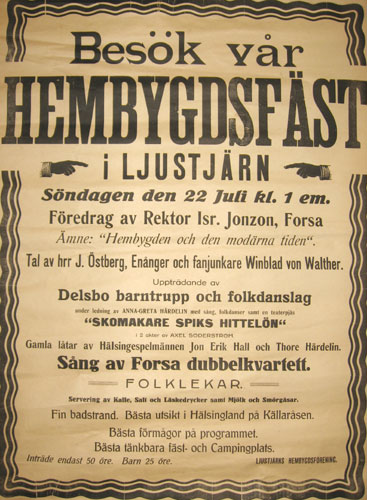 Besök vår
HEMBYGDSFÄST
i LJUSTJÄRN
Söndagen den 22 Juli kl. 1 em.
Föredrag av Rektor Isr. Jonzon, Forsa
Ämne: "Hembygden och den modärna tiden".
Tal av hrr J. Östberg, Enånger och fanjunkare Winblad von Walther.
Uppträdande av
Delsbo barntrupp och folkdanslag
under ledning av ANNA-GRETA HÅRDELIN med sång, folkdanser samt en teaterpjäs
"SKOMAKARE SPIKS HITTELÖN"
i 2 akter av AXEL SÖDERSTRÖM
Gamla låtar av Hälsingespelmännen Jon Erik Hall och Thore Härdelin.
Sång av Forsa dubbelkvartett.
FOLKLEKAR.
Servering av Kaffe, Saft och Läskedrycker samt Mjölk och Smörgåsar.
Fin badstrand. Bästa utsikt i Hälsingland på Källaråsen.
Bästa förmågor på programmet.
Bästa tänkbara fäst- och Campingplats.
Inträde endast 50 öre. Barn 25 öre.
LJUSTJÄRNS HEMBYGDSFÖRENING.